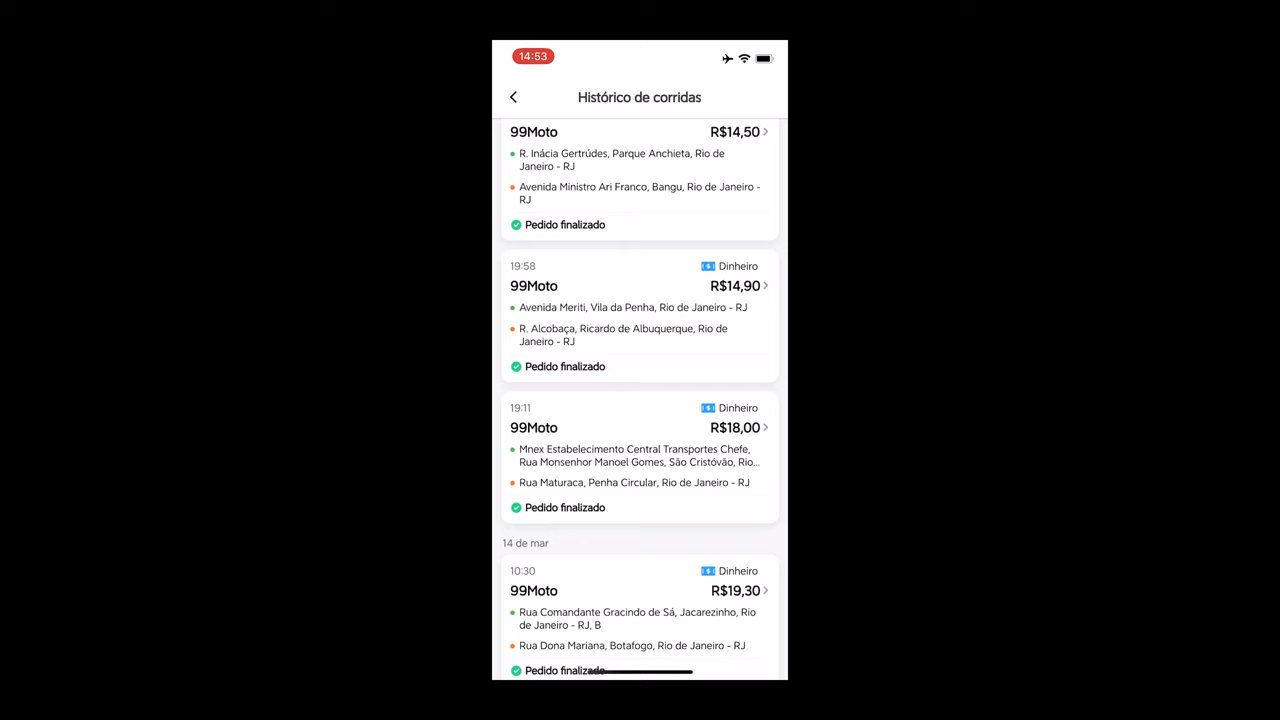 14:53
Histórico de corridas
99Moto R$14,50
R. Inácia Gertrúdes, Parque Anchieta, Rio de
Janeiro - RJ
Avenida Ministro Ari Franco, Bangu, Rio de Janeiro -
RJ
Pedido finalizado
19:58 Dinheiro
99Moto R$14,90
Avenida Meriti, Vila da Penha, Rio de Janeiro - RJ
R. Alcobaça, Ricardo de Albuquerque, Rio de
Janeiro - RJ
Pedido finalizado
19:11 Dinheiro
99Moto R$18,00
Mnex Estabelecimento Central Transportes Chefe,
Rua Monsenhor Manoel Gomes, São Cristóvão, Rio...
Rua Maturaca, Penha Circular, Rio de Janeiro - RJ
Pedido finalizado
14 de mar
10:30 Dinheiro
99Moto R$19,30
Rua Comandante Gracindo de Sá, Jacarezinho, Rio
de Janeiro - RJ, B
Rua Dona Mariana, Botafogo, Rio de Janeiro - RJ
Pedido finalizado